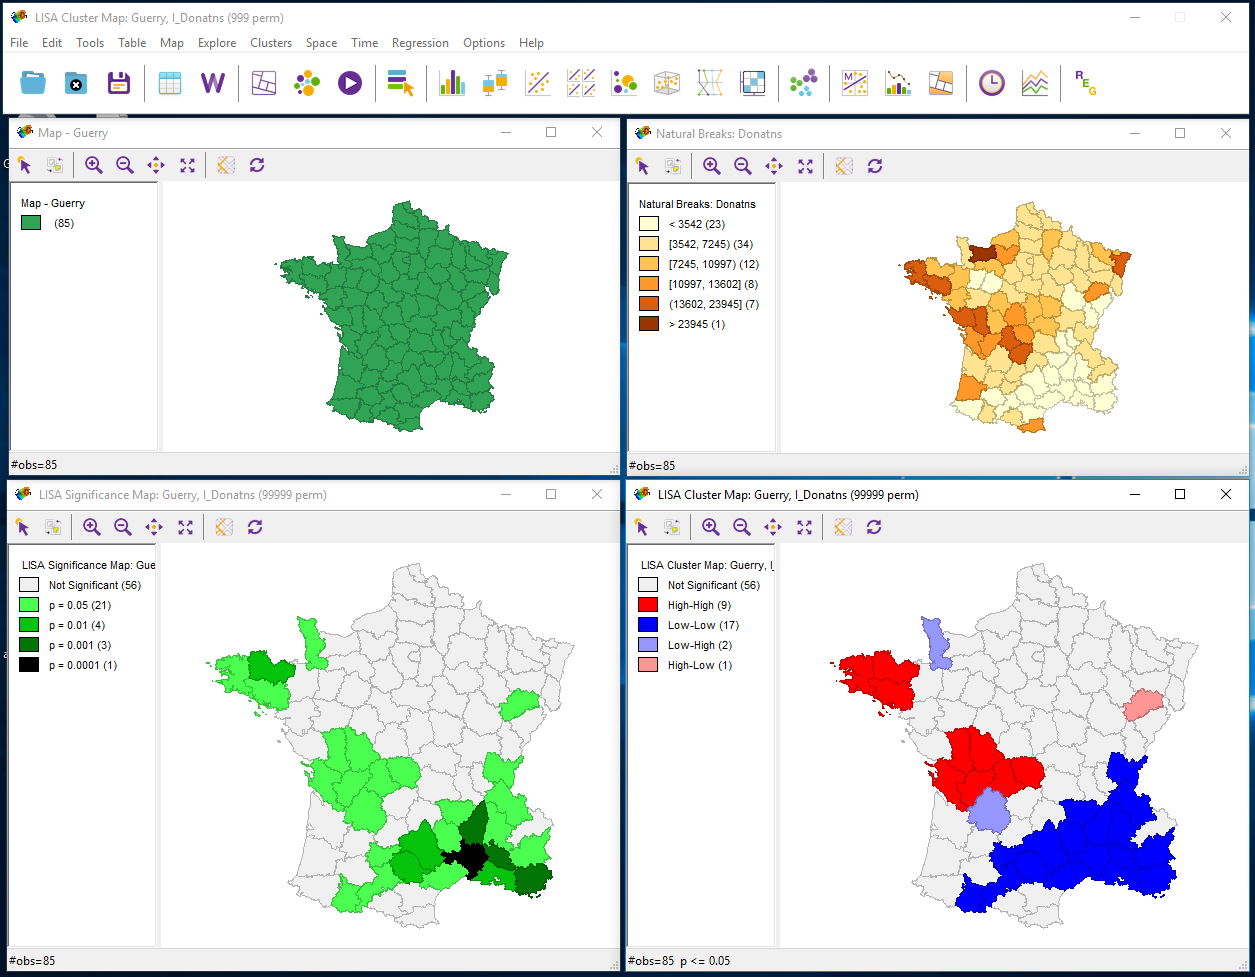 LISA Cluster Map: Guerry, I_Donatns (999 perm)
File Edit Tools Table Map Explore Clusters Space Time Regression Options Help
W M REG
Map - Guerry
Map - Guerry
(85)
#obs=85
Natural Breaks: Donatns
Natural Breaks: Donatns
< 3542 (23)
[3542, 7245) (34)
[7245, 10997) (12)
[10997, 13602] (8)
(13602, 23945] (7)
> 23945 (1)
#obs=85
LISA Significance Map: Guerry, I_Donatns (99999 perm)
LISA Significance Map: Gue
Not Significant (56)
p = 0.05 (21)
p = 0.01 (4)
p = 0.001 (3)
p = 0.0001 (1)
#obs=85
LISA Cluster Map: Guerry, I_Donatns (99999 perm)
LISA Cluster Map: Guerry, I_
Not Significant (56)
High-High (9)
Low-Low (17)
Low-High (2)
High-Low (1)
#obs=85 p <= 0.05